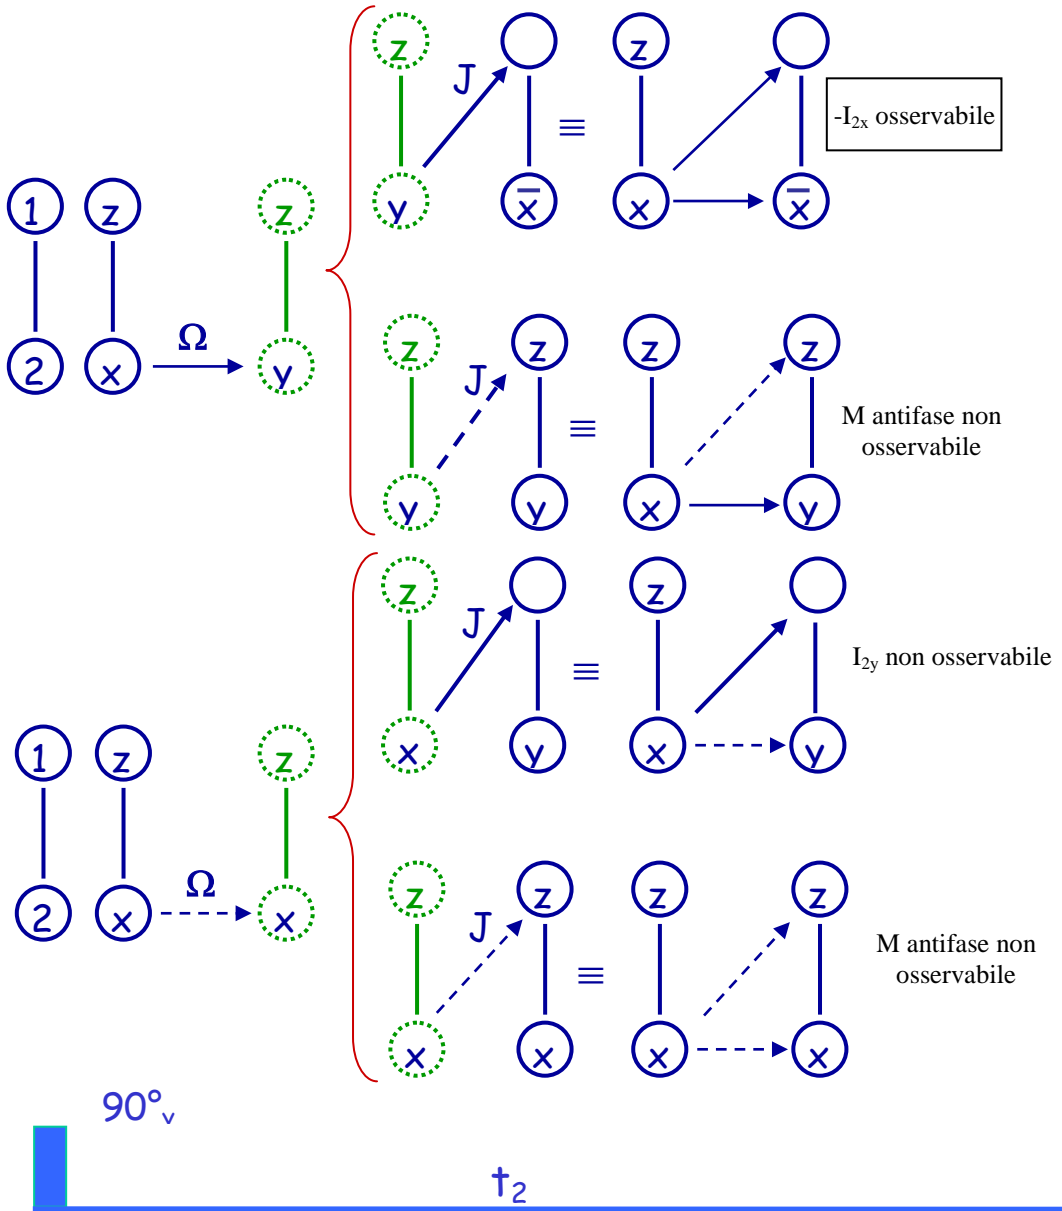 z
J
≡
z
-I2x osservabile
y
x̄
x
x̄
1
z
z
Ω
2
x
y
z
J
z
≡
z
z
M antifase non
osservabile
y
y
x
y
z
J
≡
z
I2y non osservabile
x
y
x
y
1
z
z
Ω
2
x
x
z
J
z
≡
z
z
M antifase non
osservabile
x
x
x
x
90°y
t2